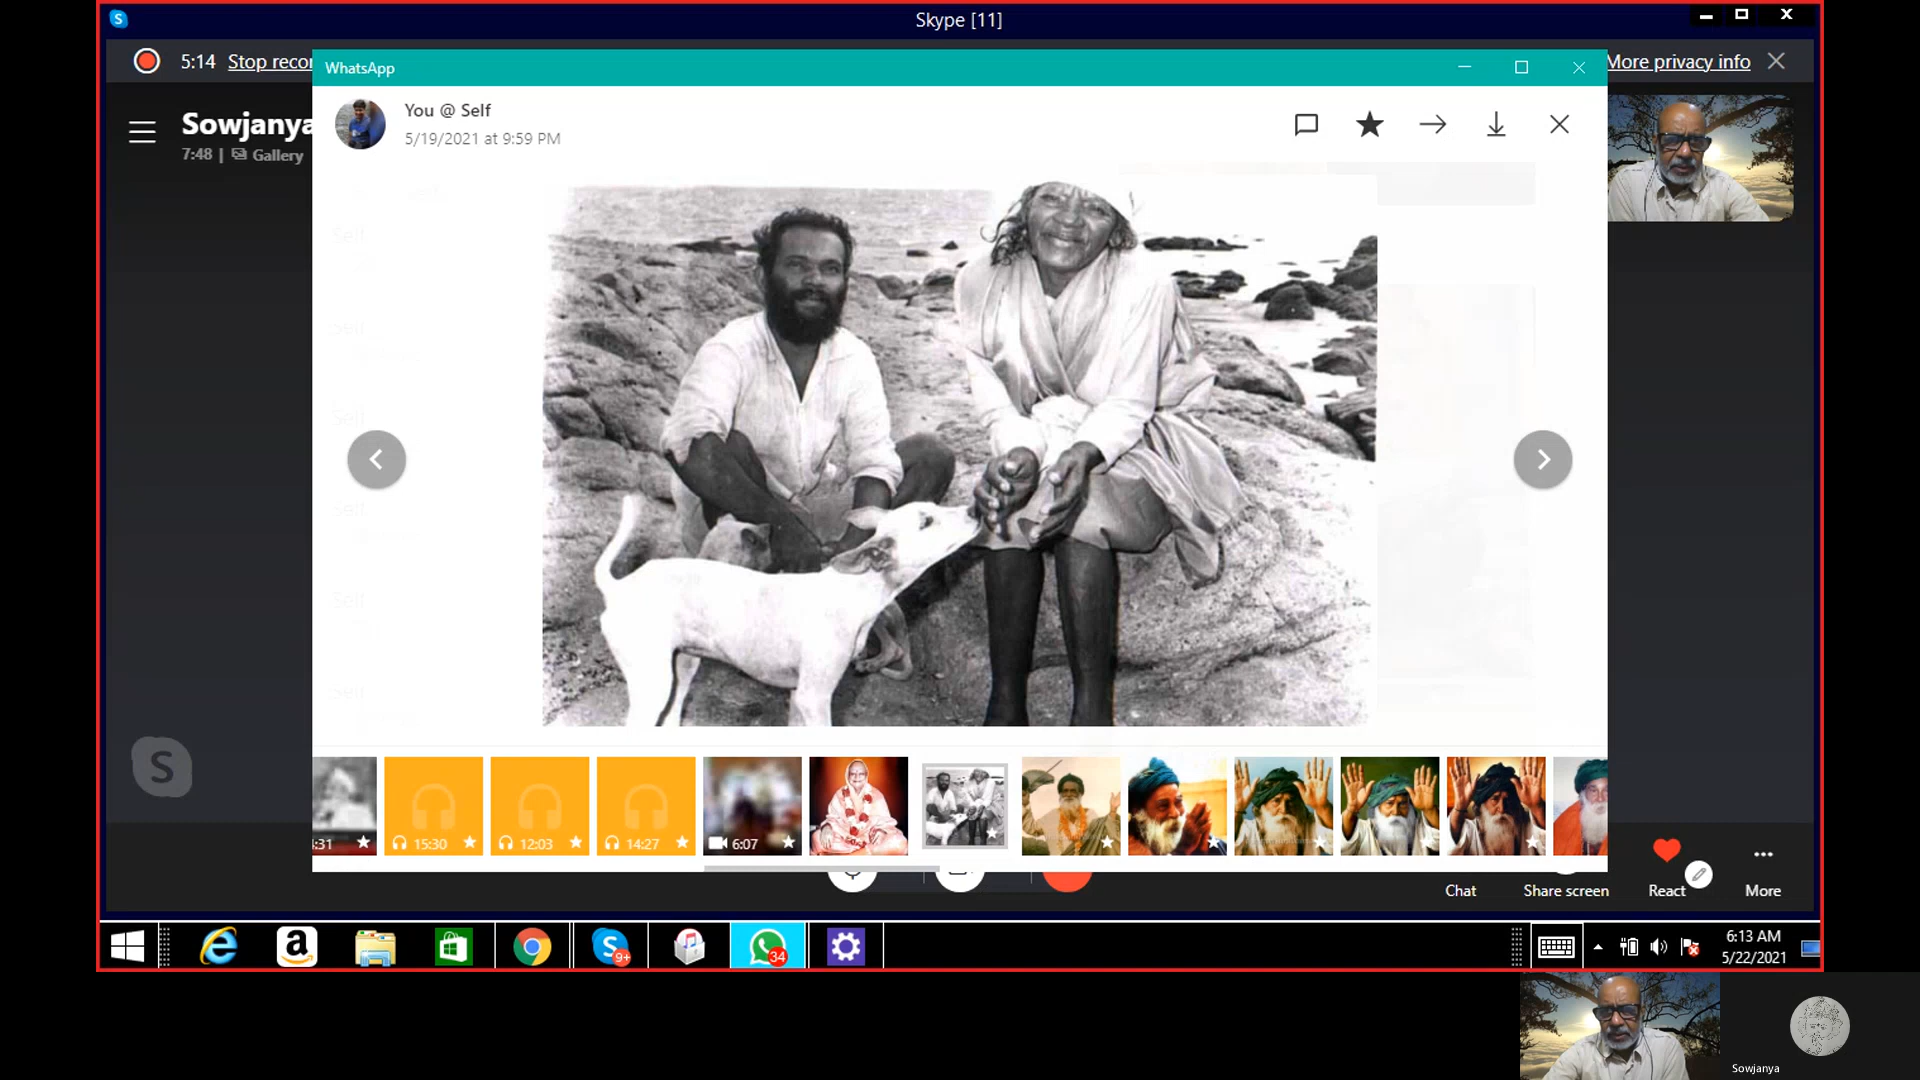 Skype [11]
5:14 Stop recor
More privacy info
WhatsApp
Sowjanya
7:48 | Gallery
You @ Self
5/19/2021 at 9:59 PM
S
:31
15:30
12:03
14:27
6:07
Chat
Share screen
React
More
9+
34
6:13 AM
5/22/2021
Sowjanya